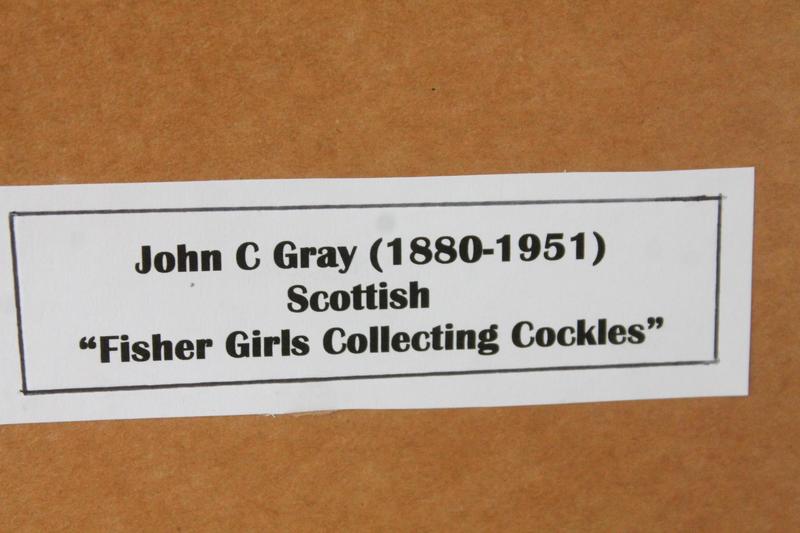 John C Gray (1880-1951)
Scottish
“Fisher Girls Collecting Cockles”